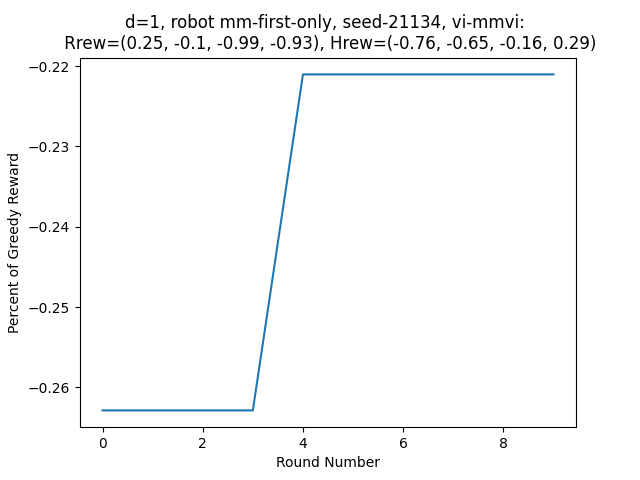 d=1, robot mm-first-only, seed-21134, vi-mmvi:
Rrew=(0.25, -0.1, -0.99, -0.93), Hrew=(-0.76, -0.65, -0.16, 0.29)
Percent of Greedy Reward
−0.22
−0.23
−0.24
−0.25
−0.26
0 2 4 6 8
Round Number